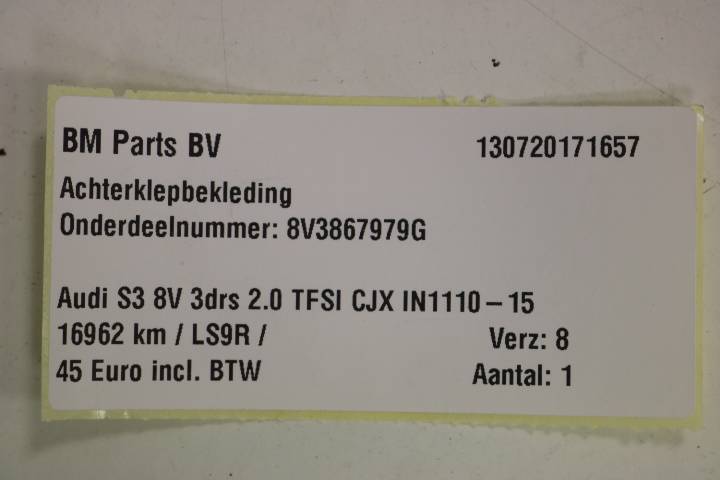 BM Parts BV 130720171657
Achterklepbekleding
Onderdeelnummer: 8V3867979G
Audi S3 8V 3drs 2.0 TFSI CJX IN1110 – 15
16962 km / LS9R / Verz: 8
45 Euro incl. BTW Aantal: 1